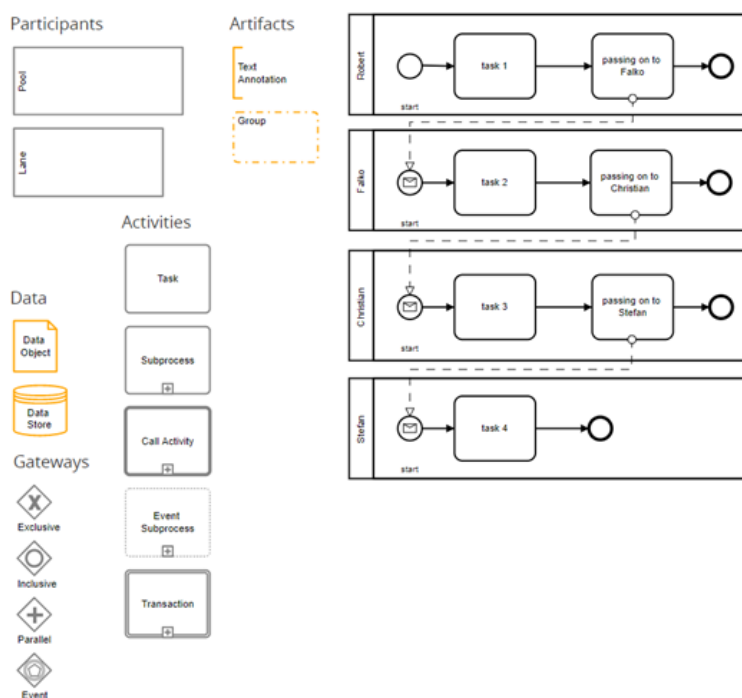 Participants
Pool
Lane
Artifacts
Text
Annotation
Group
Activities
Task
Subprocess
Call Activity
Event
Subprocess
Transaction
Data
Data
Object
Data
Store
Gateways
Exclusive
Inclusive
Parallel
Event
Robert
start
task 1
passing on to
Falko
Falko
start
task 2
passing on to
Christian
Christian
start
task 3
passing on to
Stefan
Stefan
start
task 4